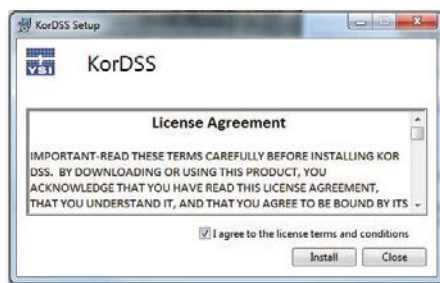 KorDSS Setup
YSI
KorDSS
License Agreement
IMPORTANT-READ THESE TERMS CAREFULLY BEFORE INSTALLING KOR
DSS. BY DOWNLOADING OR USING THIS PRODUCT, YOU
ACKNOWLEDGE THAT YOU HAVE READ THIS LICENSE AGREEMENT,
THAT YOU UNDERSTAND IT, AND THAT YOU AGREE TO BE BOUND BY ITS
I agree to the license terms and conditions
Install Close